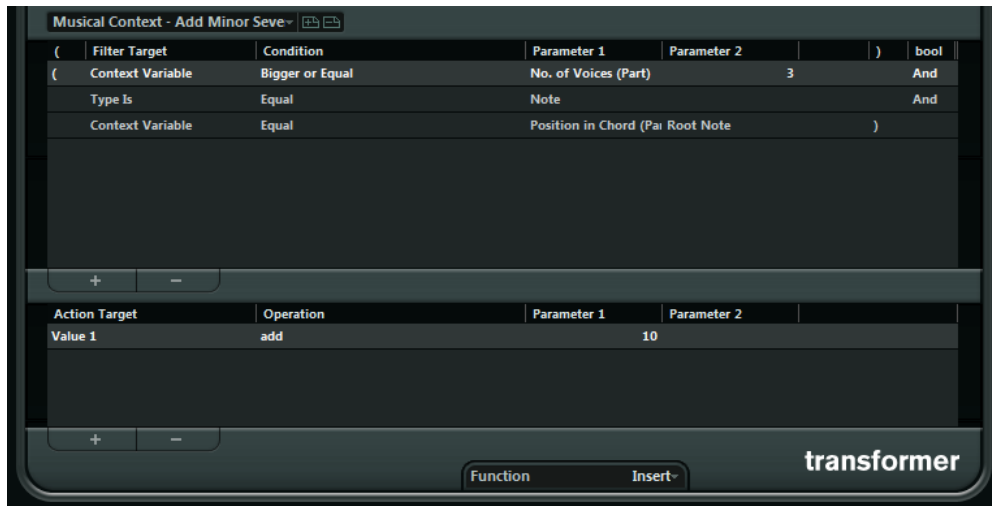 Musical Context - Add Minor Seve
( Filter Target Condition Parameter 1 Parameter 2 ) bool
( Context Variable Bigger or Equal No. of Voices (Part) 3 And
Type Is Equal Note And
Context Variable Equal Position in Chord (Pa Root Note )
+ −
Action Target Operation Parameter 1 Parameter 2
Value 1 add 10
+ −
transformer
Function Insert